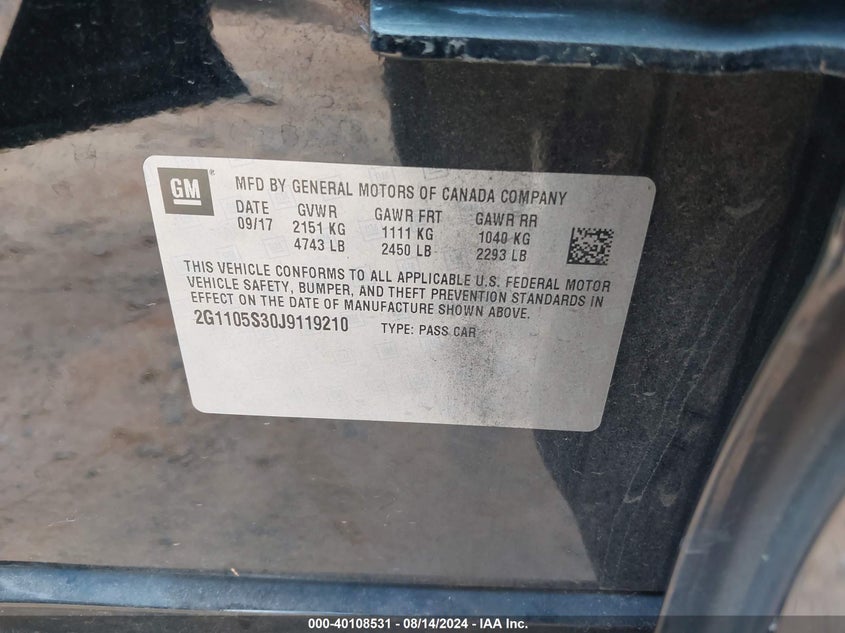 GM® MFD BY GENERAL MOTORS OF CANADA COMPANY
DATE GVWR GAWR FRT GAWR RR
09/17 2151 KG 1111 KG 1040 KG
4743 LB 2450 LB 2293 LB
THIS VEHICLE CONFORMS TO ALL APPLICABLE U.S. FEDERAL MOTOR
VEHICLE SAFETY, BUMPER, AND THEFT PREVENTION STANDARDS IN
EFFECT ON THE DATE OF MANUFACTURE SHOWN ABOVE.
2G1105S30J9119210 TYPE: PASS CAR
000-40108531 - 08/14/2024 - IAA Inc.